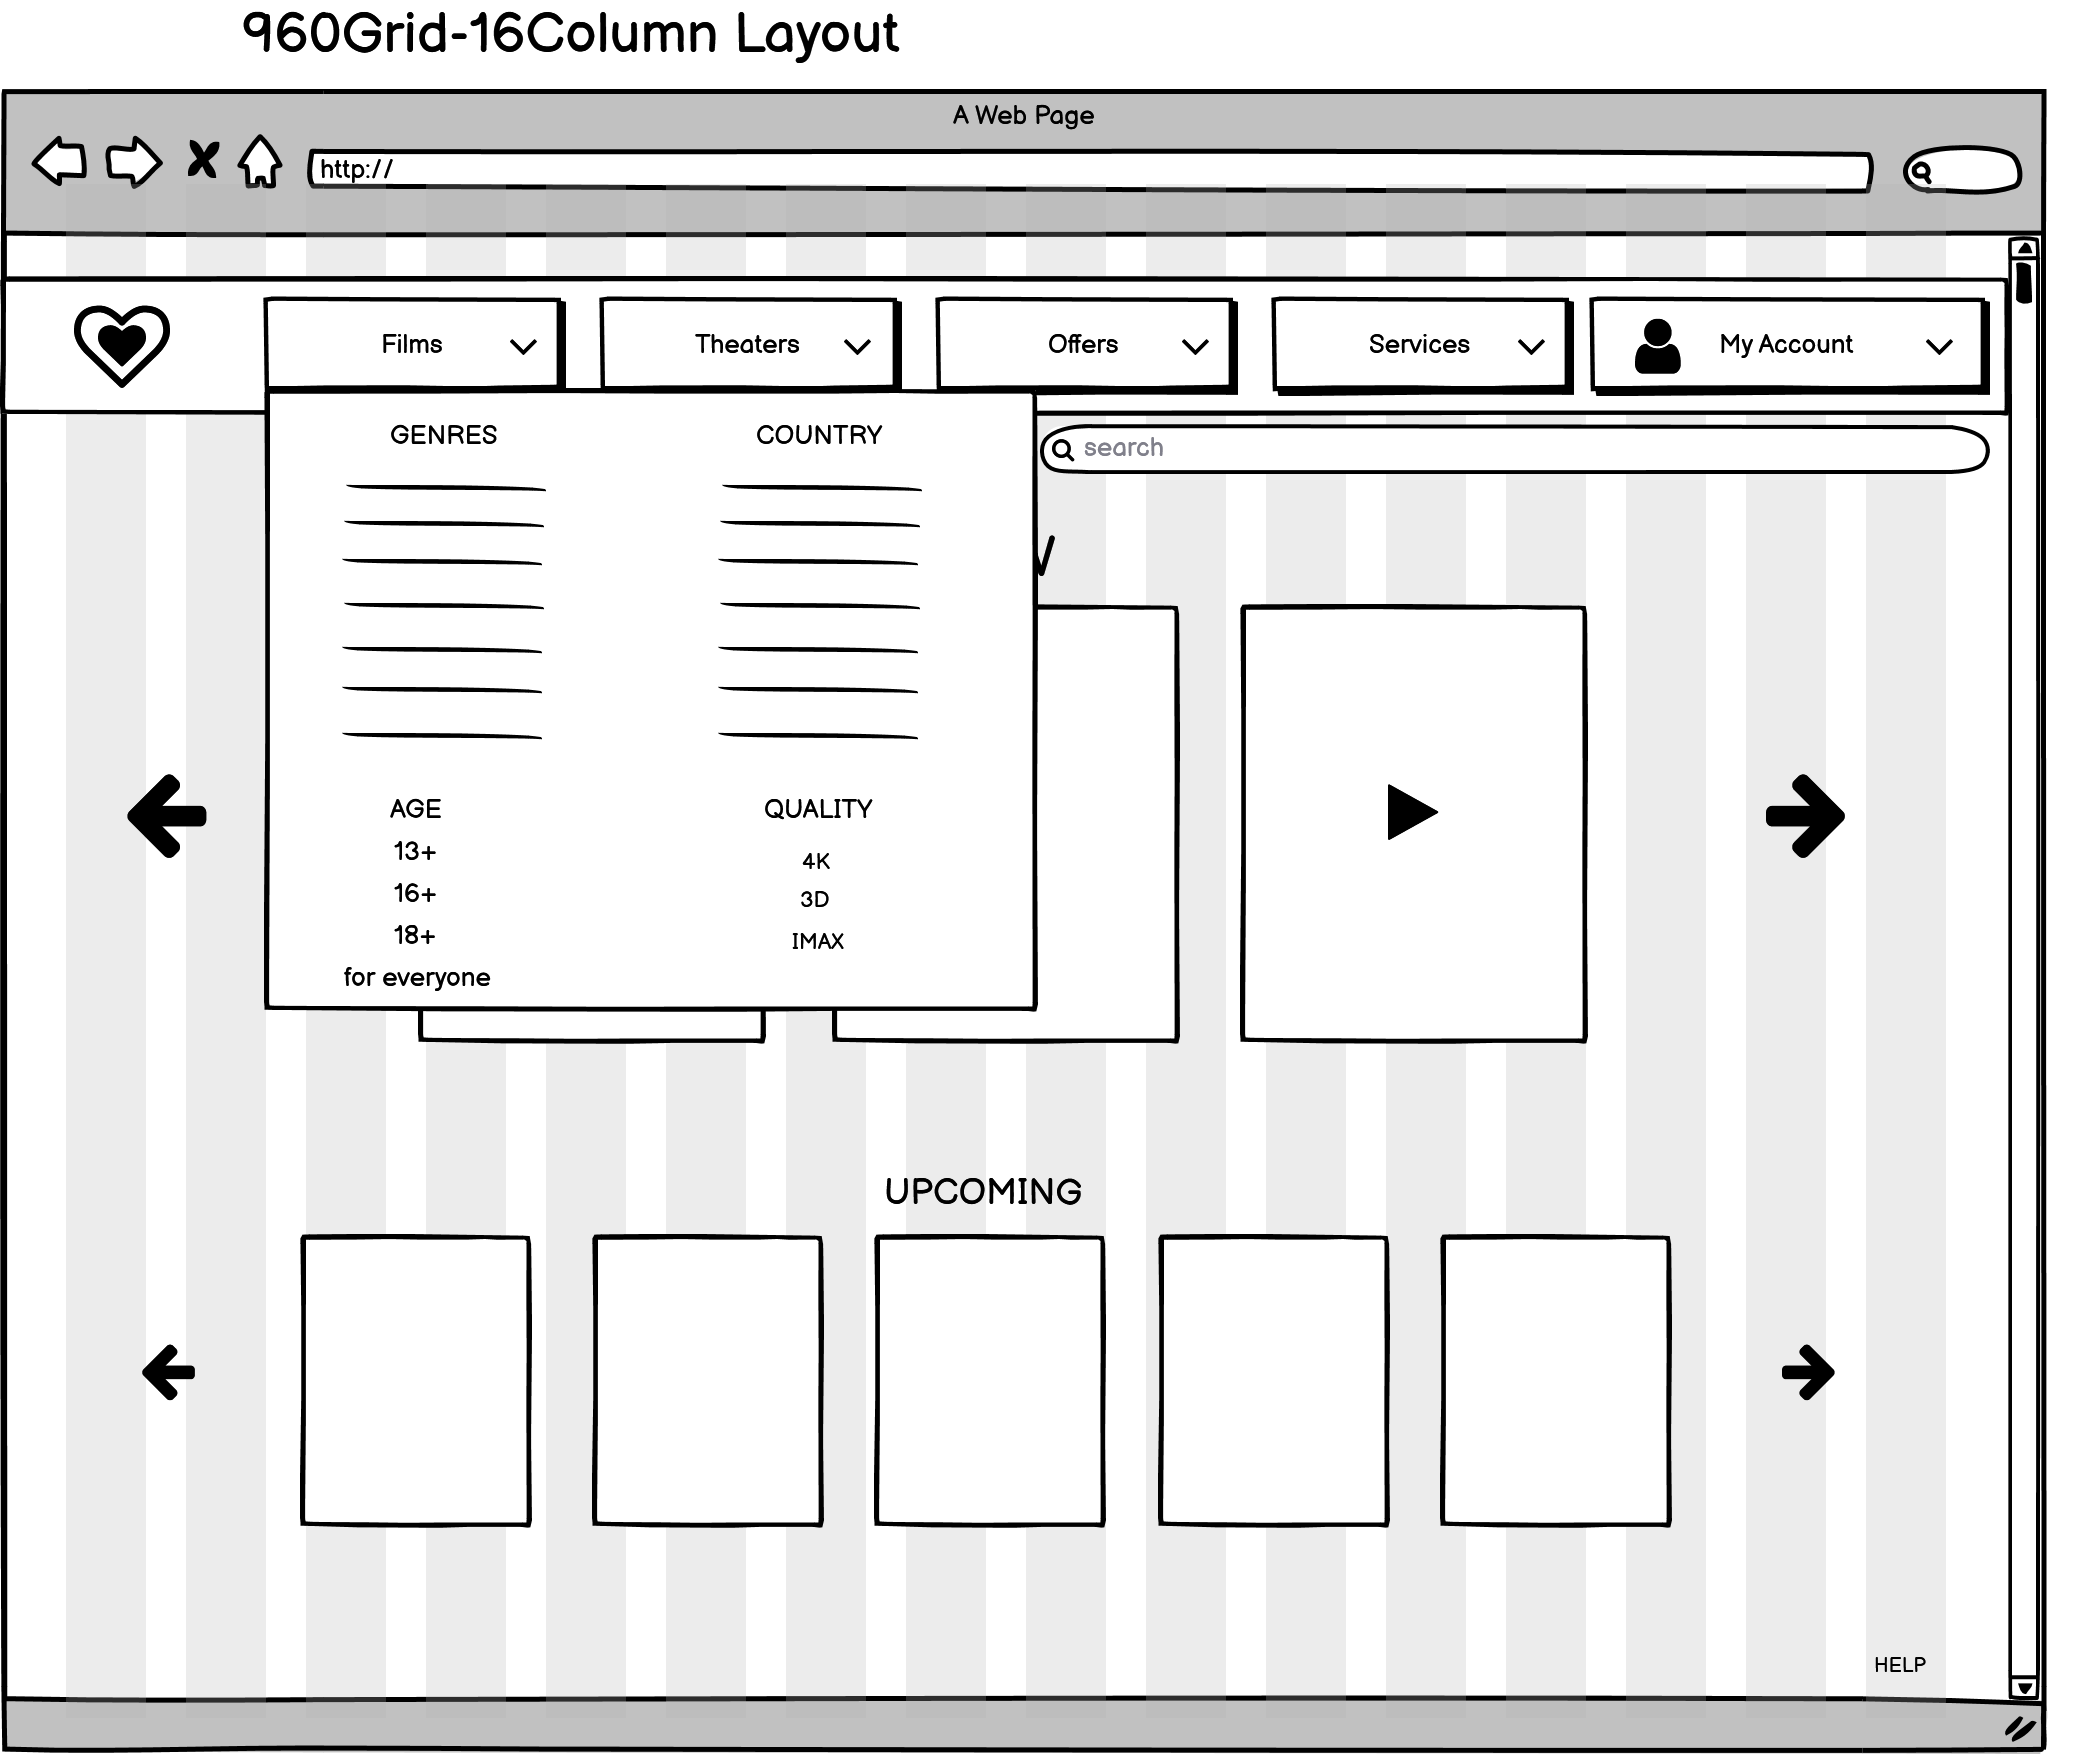 960Grid-16Column Layout
A Web Page
http://
Films
Theaters
Offers
Services
My Account
search
GENRES
COUNTRY
AGE
13+
16+
18+
for everyone
QUALITY
4K
3D
IMAX
UPCOMING
HELP